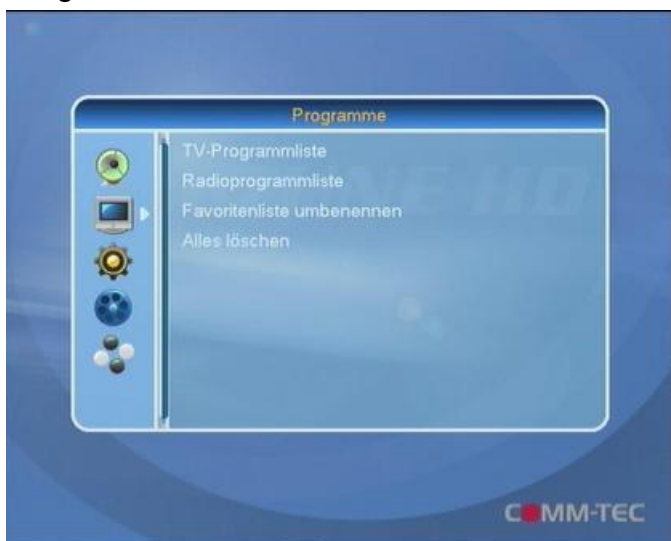 Programme
TV-Programmliste
Radioprogrammliste
Favoritenliste umbenennen
Alles löschen
COMM-TEC